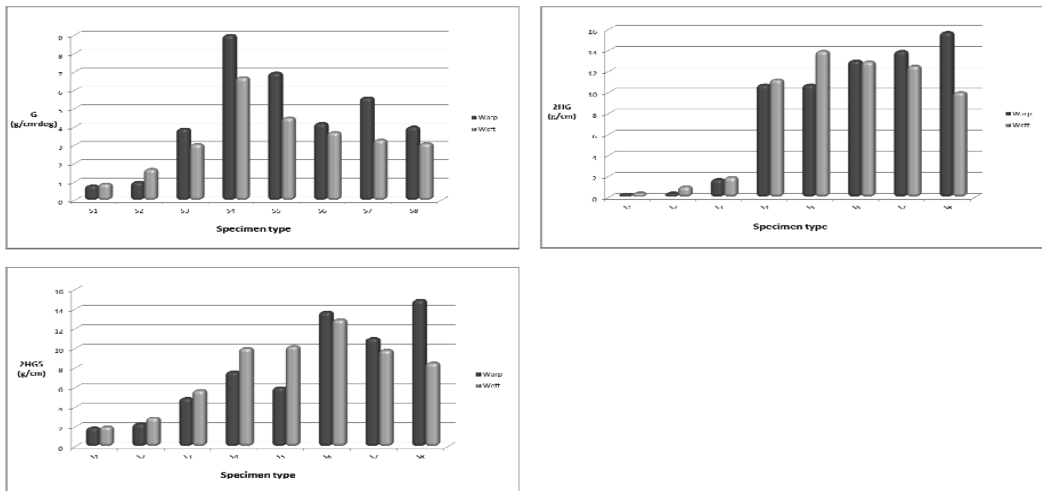 9
8
7
6
5
4
3
2
1
0
G
(g/cm·deg)
S1 S2 S3 S4 S5 S6 S7 S8
Specimen type
Warp
Weft
16
14
12
10
8
6
4
2
0
2HG
(g/cm)
Specimen type
Warp
Weft
16
14
12
10
8
6
4
2
0
2HG5
(g/cm)
Specimen type
Warp
Weft